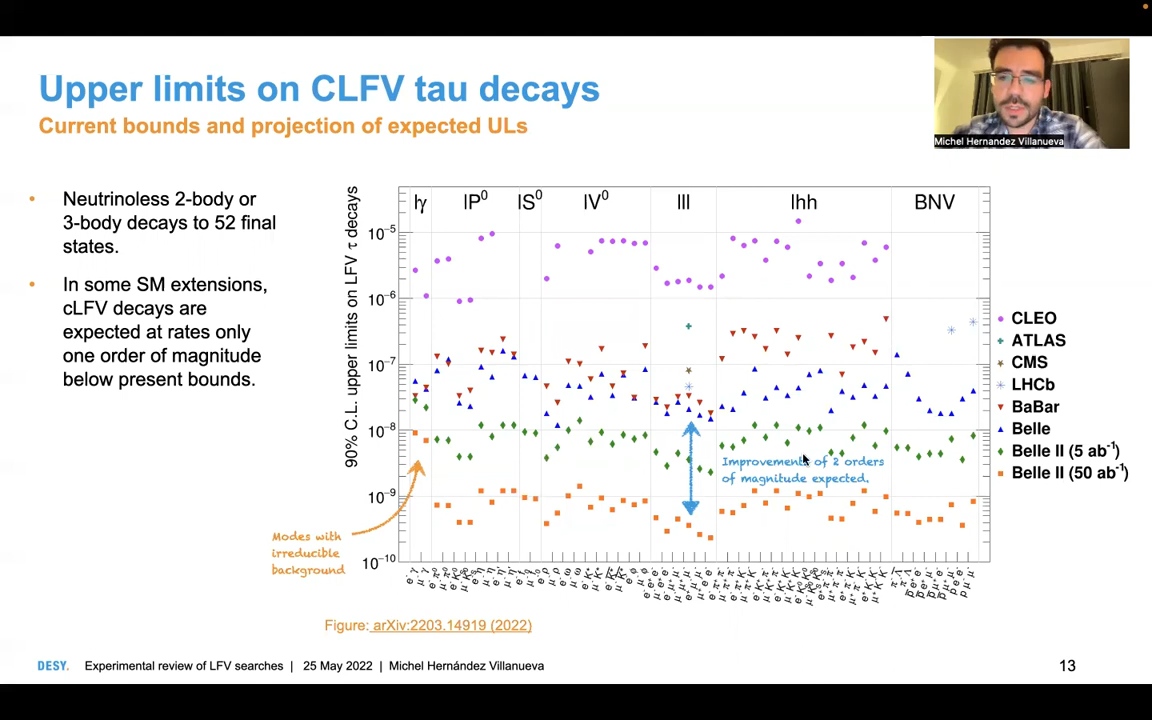 Upper limits on CLFV tau decays
Current bounds and projection of expected ULs
Michel Hernandez Villanueva
• Neutrinoless 2-body or
3-body decays to 52 final
states.
• In some SM extensions,
cLFV decays are
expected at rates only
one order of magnitude
below present bounds.
90% C.L. upper limits on LFV τ decays
lγ lP⁰ lS⁰ lV⁰ lll lhh BNV
10⁻⁵
10⁻⁶
10⁻⁷
10⁻⁸
10⁻⁹
10⁻¹⁰
CLEO
ATLAS
CMS
LHCb
BaBar
Belle
Belle II (5 ab⁻¹)
Belle II (50 ab⁻¹)
Improvement of 2 orders
of magnitude expected.
Modes with
irreducible
background
Figure: arXiv:2203.14919 (2022)
DESY. Experimental review of LFV searches | 25 May 2022 | Michel Hernández Villanueva
13